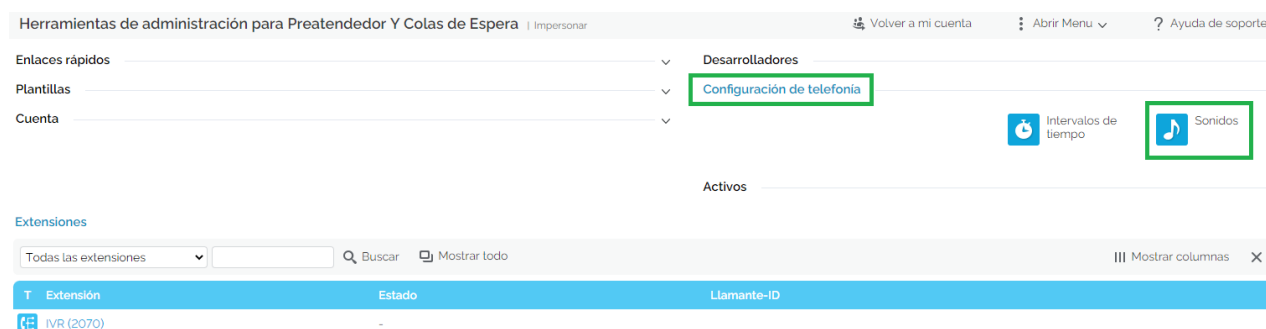 Herramientas de administración para Preatendedor Y Colas de Espera | Impersonar
Volver a mi cuenta
Abrir Menu
? Ayuda de soporte
Enlaces rápidos
Desarrolladores
Plantillas
Configuración de telefonía
Cuenta
Intervalos de
tiempo
Sonidos
Activos
Extensiones
Todas las extensiones
Buscar
Mostrar todo
Mostrar columnas
T Extensión Estado Llamante-ID
IVR (2070) -